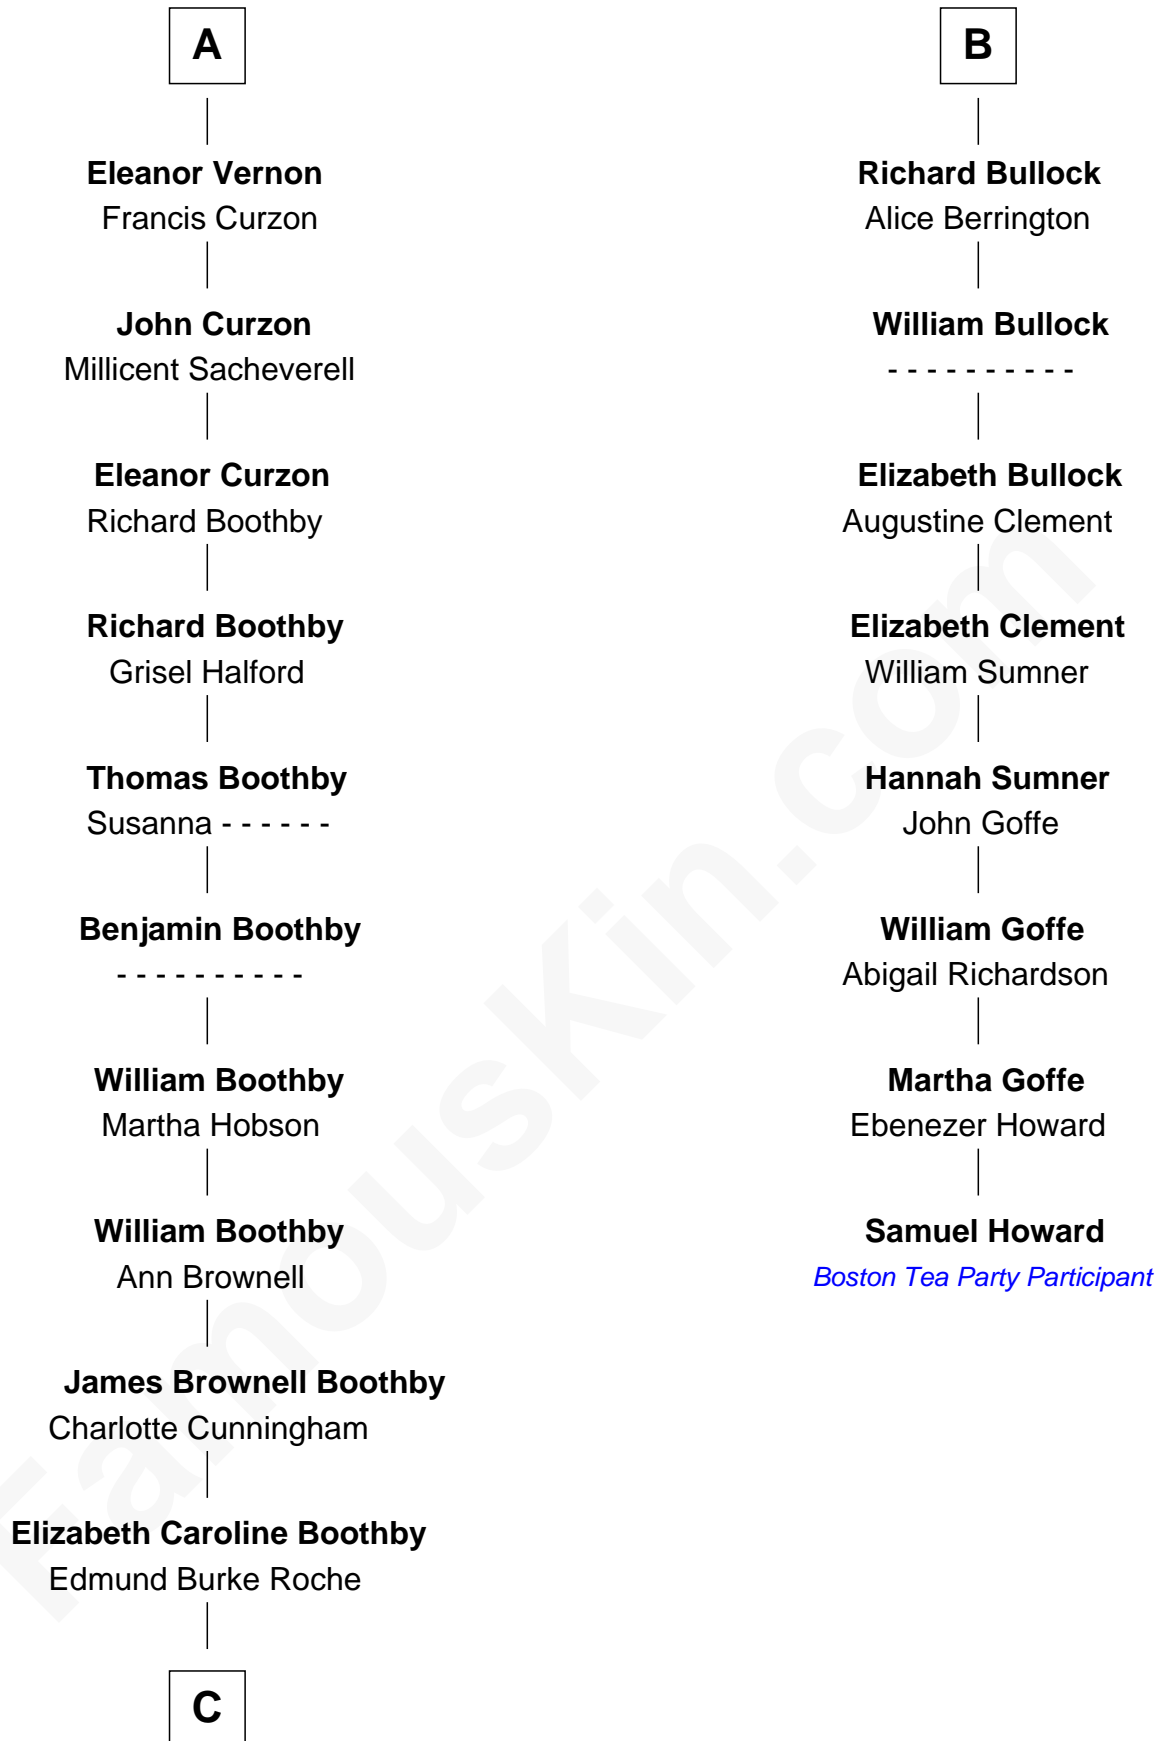 A
Eleanor Vernon
Francis Curzon
John Curzon
Millicent Sacheverell
Eleanor Curzon
Richard Boothby
Richard Boothby
Grisel Halford
Thomas Boothby
Susanna - - - - - -
Benjamin Boothby
- - - - - - - - - -
William Boothby
Martha Hobson
William Boothby
Ann Brownell
James Brownell Boothby
Charlotte Cunningham
Elizabeth Caroline Boothby
Edmund Burke Roche
C
B
Richard Bullock
Alice Berrington
William Bullock
- - - - - - - - - -
Elizabeth Bullock
Augustine Clement
Elizabeth Clement
William Sumner
Hannah Sumner
John Goffe
William Goffe
Abigail Richardson
Martha Goffe
Ebenezer Howard
Samuel Howard
Boston Tea Party Participant
FamousKin.com